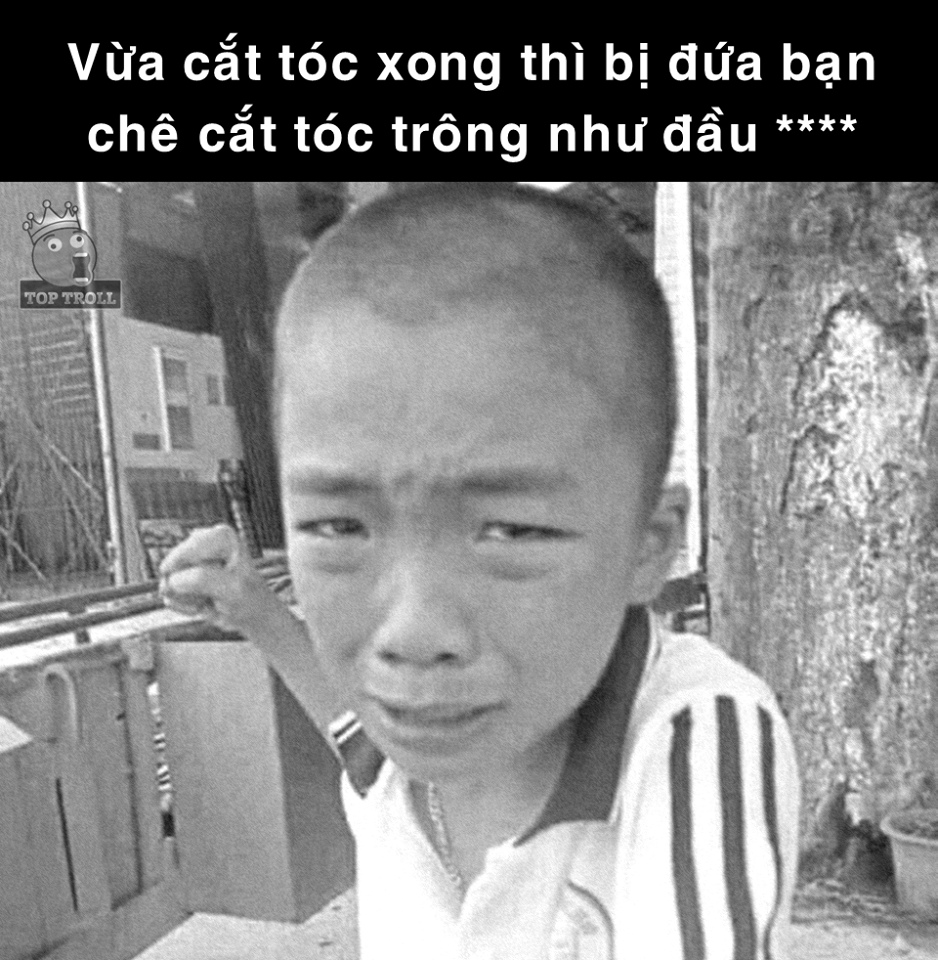 Vừa cắt tóc xong thì bị đứa bạn
chê cắt tóc trông như đầu ****
TOP TROLL